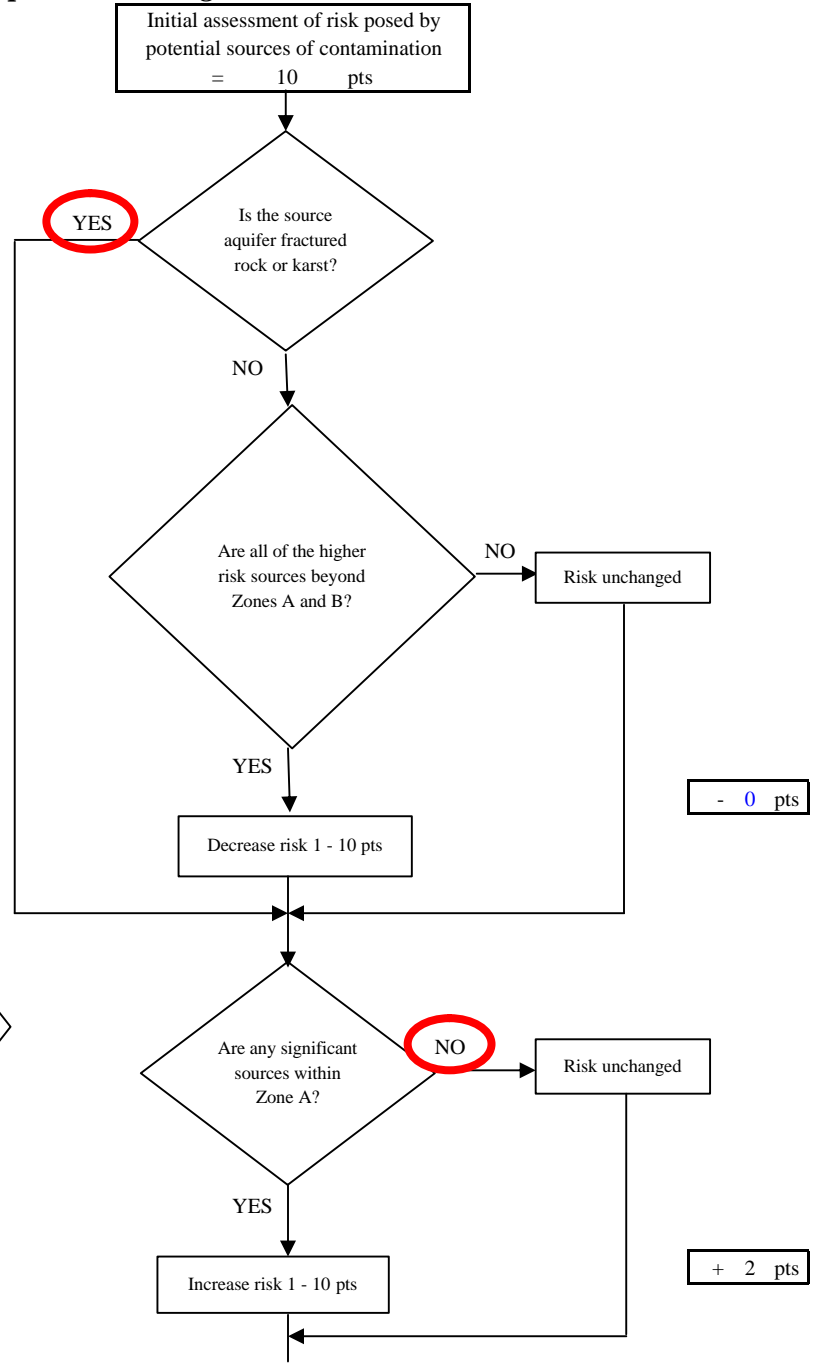 Initial assessment of risk posed by
potential sources of contamination
= 10 pts
YES
Is the source
aquifer fractured
rock or karst?
NO
Are all of the higher
risk sources beyond
Zones A and B?
NO
Risk unchanged
YES
- 0 pts
Decrease risk 1 - 10 pts
Are any significant
sources within
Zone A?
NO
Risk unchanged
YES
+ 2 pts
Increase risk 1 - 10 pts